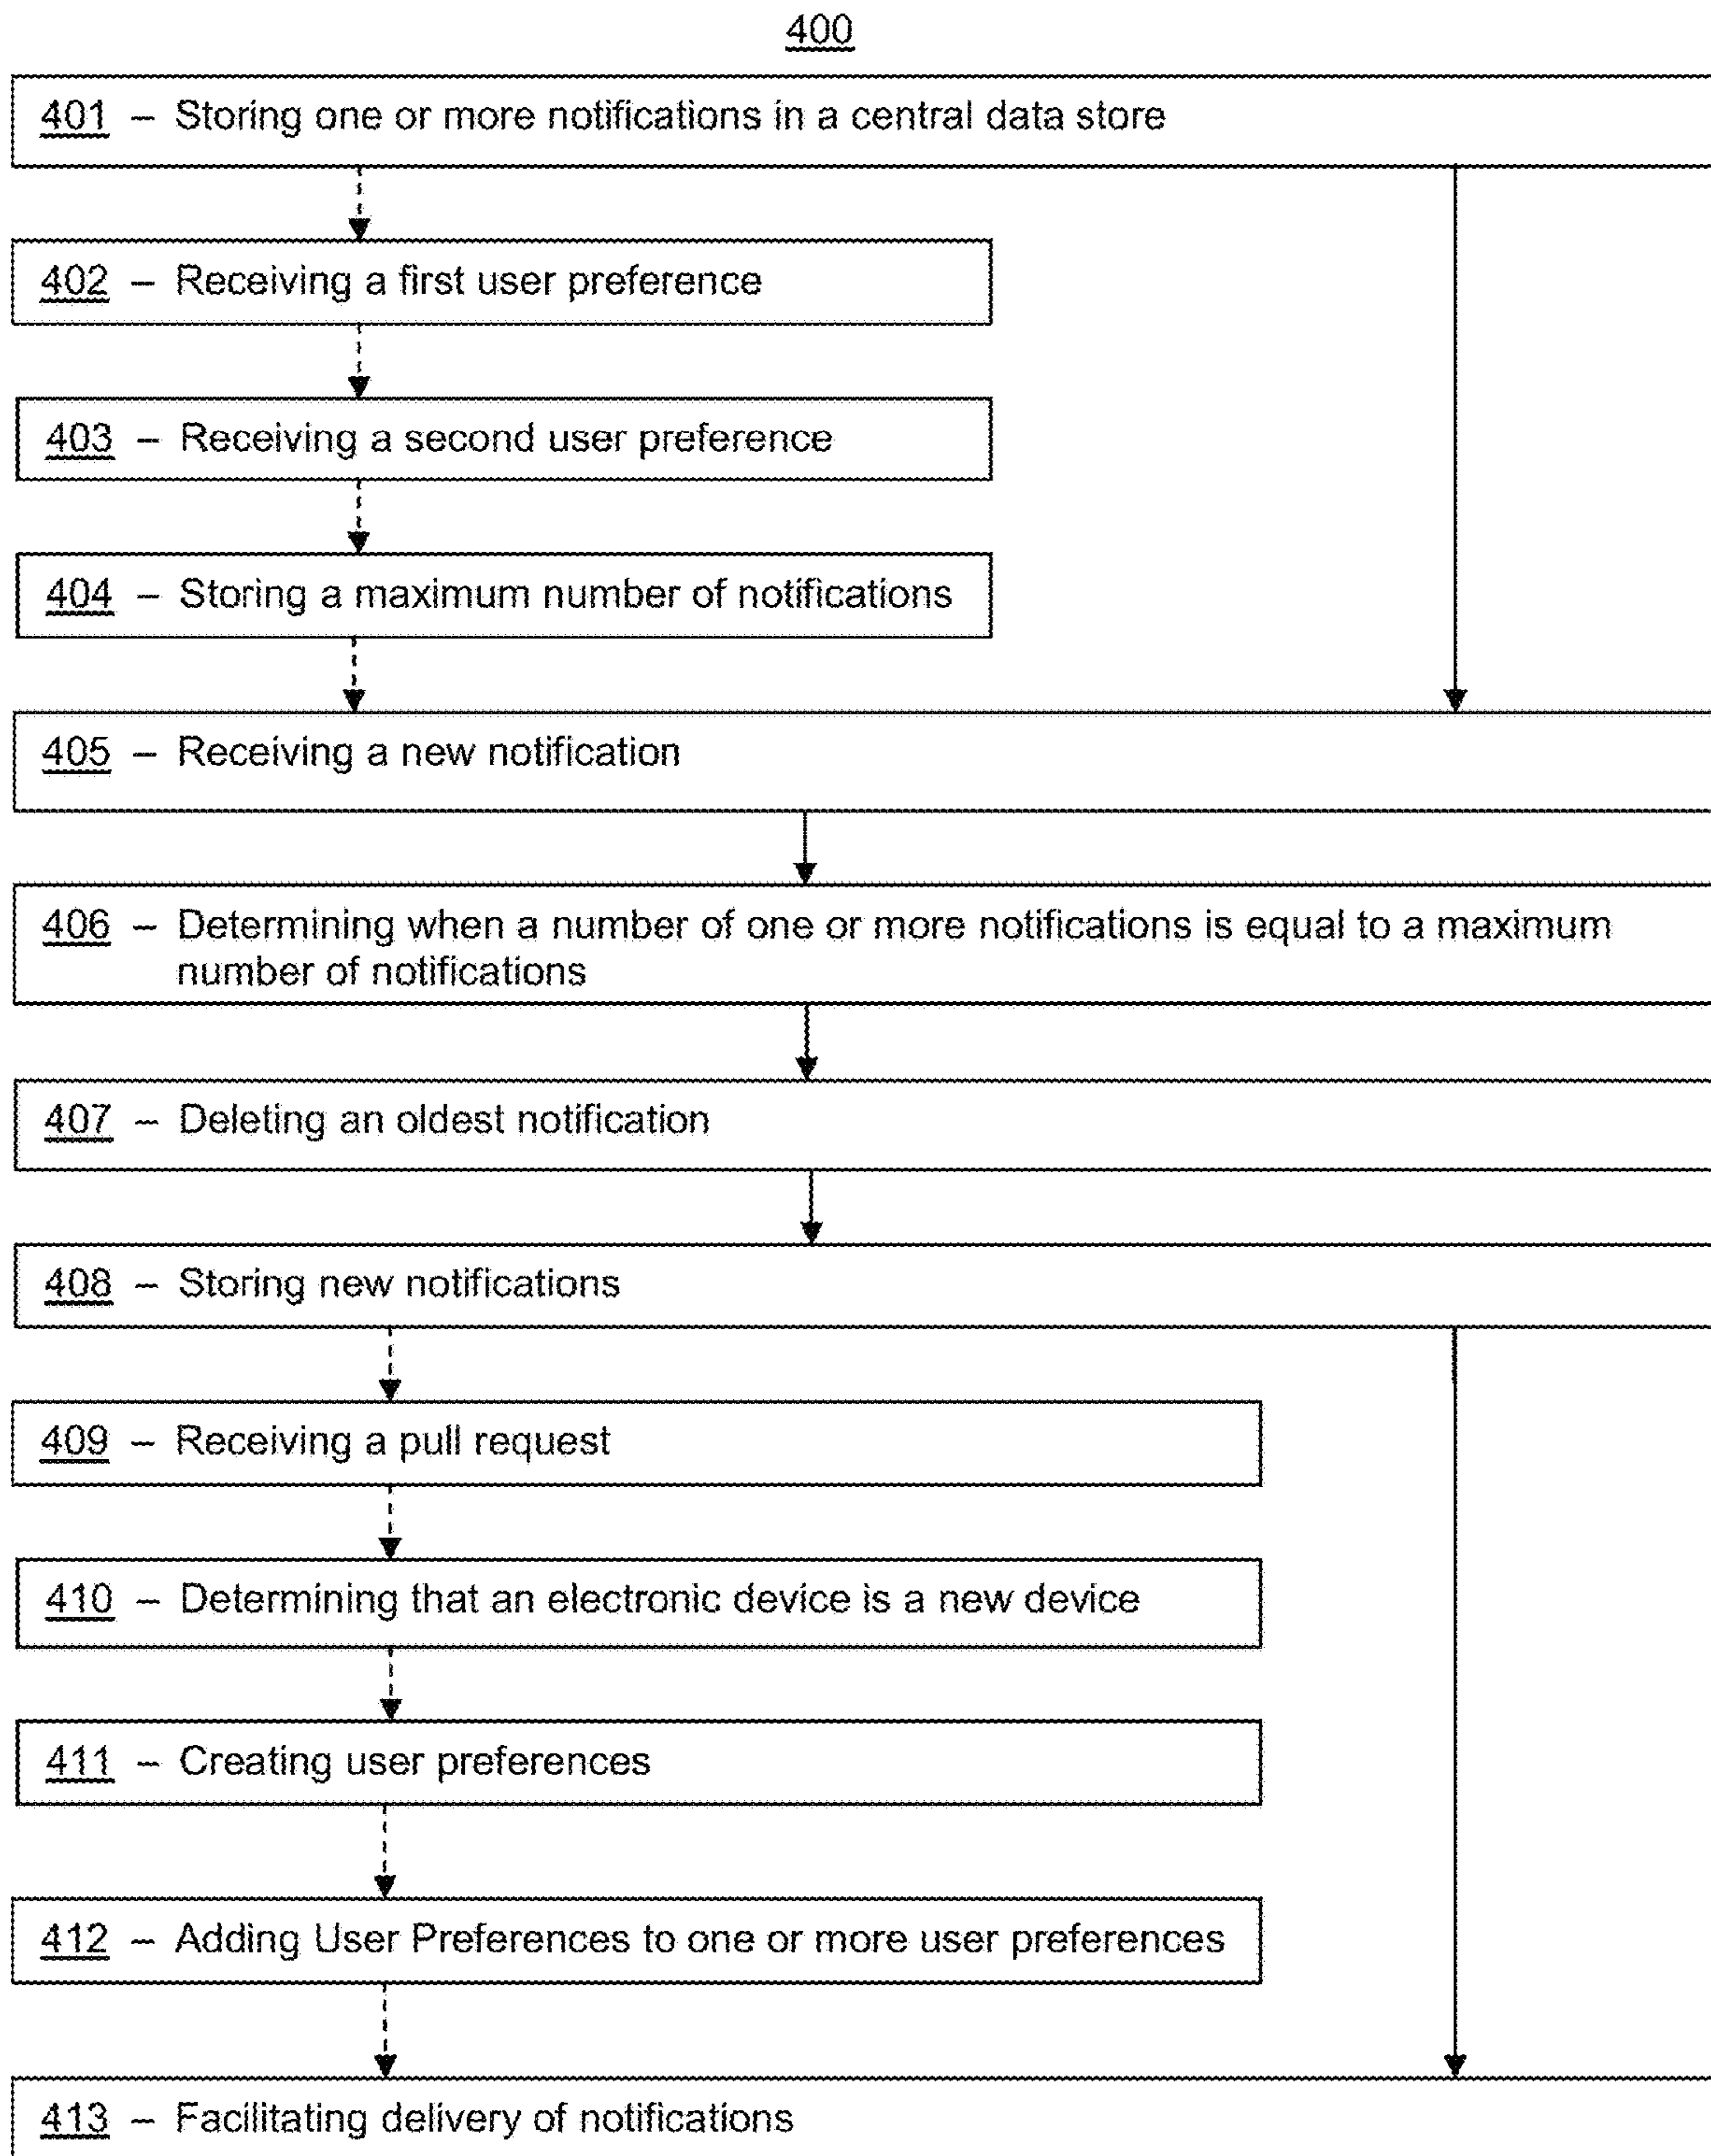 400
401 – Storing one or more notifications in a central data store
402 – Receiving a first user preference
403 – Receiving a second user preference
404 – Storing a maximum number of notifications
405 – Receiving a new notification
406 – Determining when a number of one or more notifications is equal to a maximum
number of notifications
407 – Deleting an oldest notification
408 – Storing new notifications
409 – Receiving a pull request
410 – Determining that an electronic device is a new device
411 – Creating user preferences
412 – Adding User Preferences to one or more user preferences
413 – Facilitating delivery of notifications